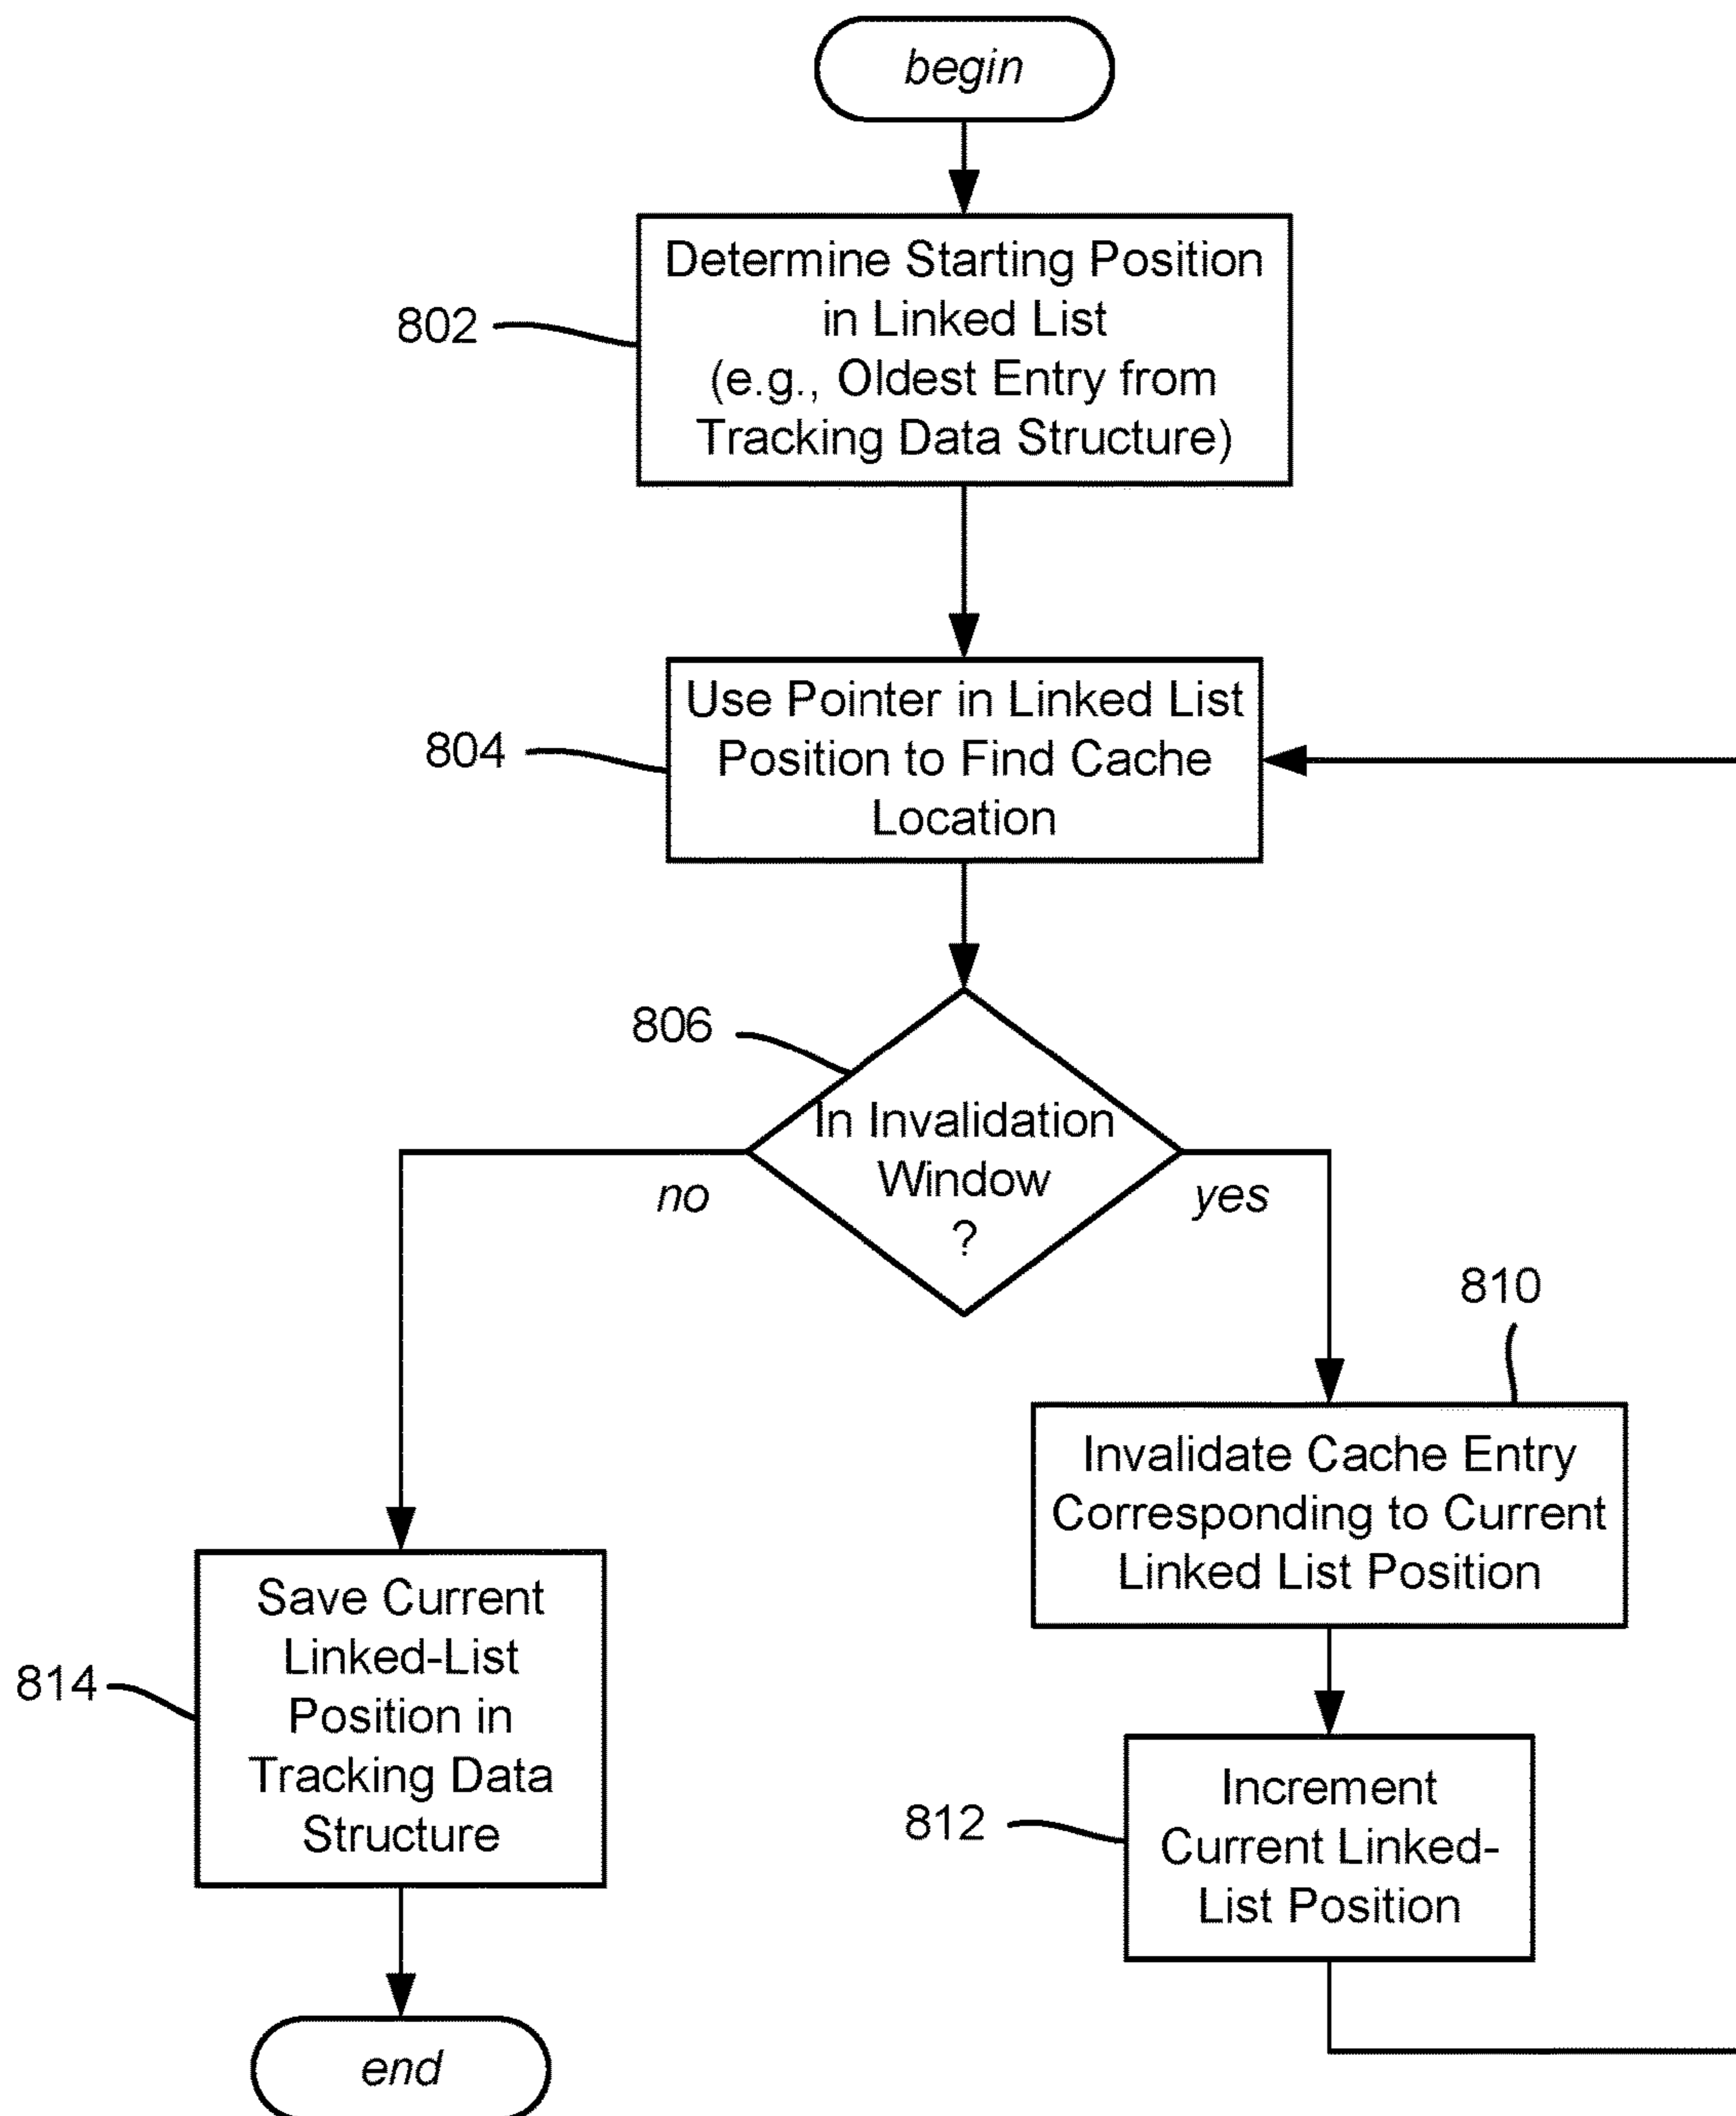 begin
Determine Starting Position
in Linked List
(e.g., Oldest Entry from
Tracking Data Structure)
802
Use Pointer in Linked List
Position to Find Cache
Location
804
806
In Invalidation
Window
?
no
yes
810
Invalidate Cache Entry
Corresponding to Current
Linked List Position
Save Current
Linked-List
Position in
Tracking Data
Structure
814
Increment
Current Linked-
List Position
812
end